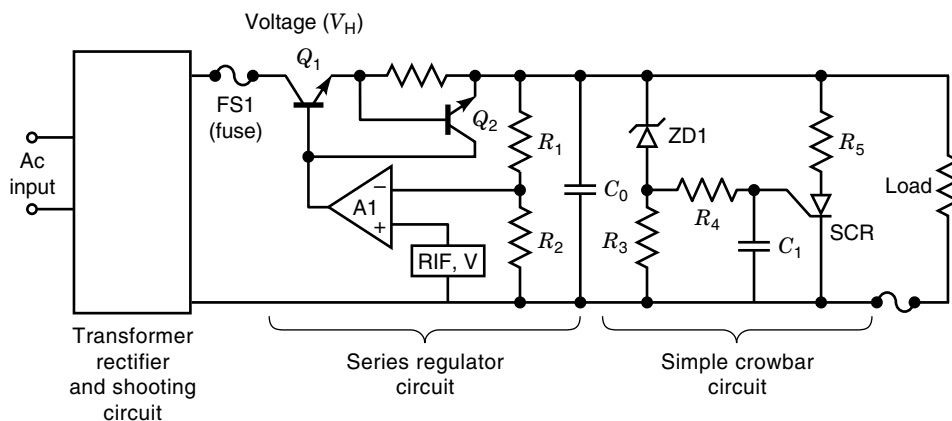 Voltage (V_H)
Q_1
FS1
(fuse)
Q_2
R_1
ZD1
R_5
Ac
input
A1
−
+
C_0
R_4
Load
R_2
R_3
SCR
C_1
RIF, V
Transformer
rectifier
and shooting
circuit
Series regulator
circuit
Simple crowbar
circuit